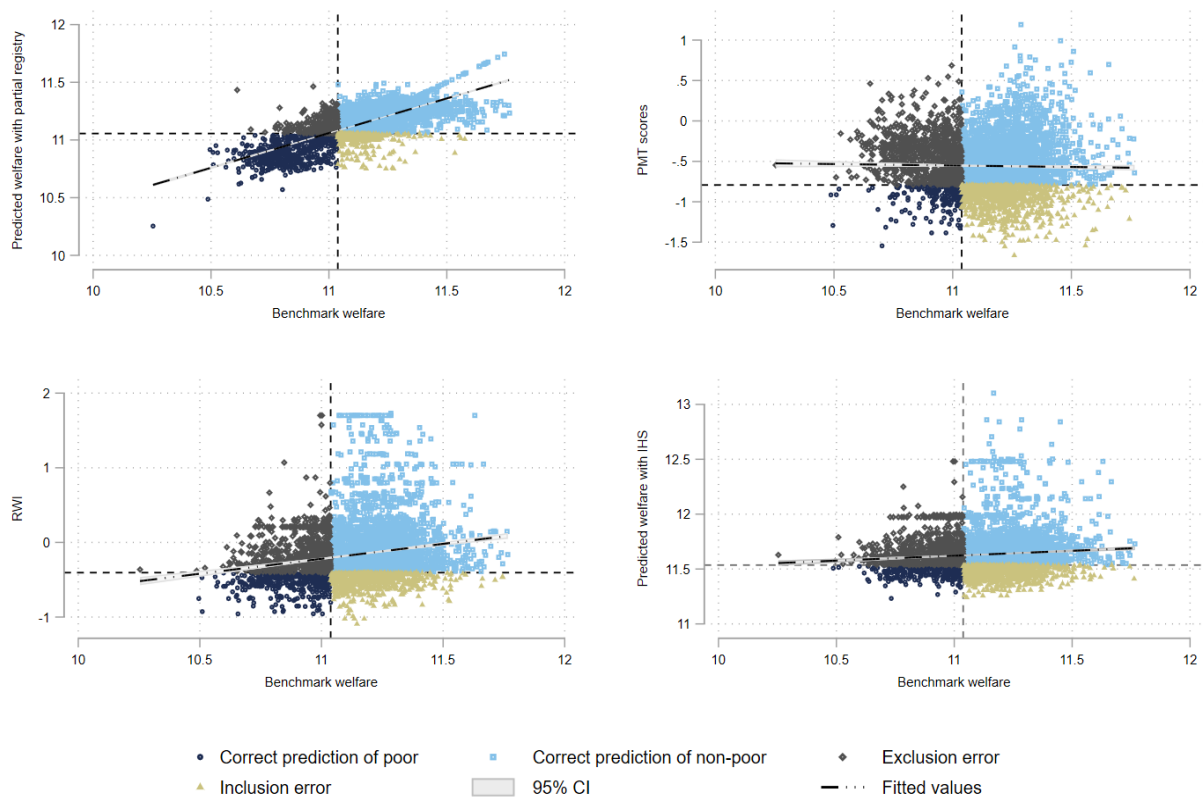 Predicted welfare with partial registry
12
11.5
11
10.5
10
10 10.5 11 11.5 12
Benchmark welfare
PMT scores
1
.5
0
-.5
-1
-1.5
10 10.5 11 11.5 12
Benchmark welfare
RWI
2
1
0
-1
10 10.5 11 11.5 12
Benchmark welfare
Predicted welfare with IHS
13
12.5
12
11.5
11
10 10.5 11 11.5 12
Benchmark welfare
Correct prediction of poor Correct prediction of non-poor Exclusion error
Inclusion error 95% CI Fitted values